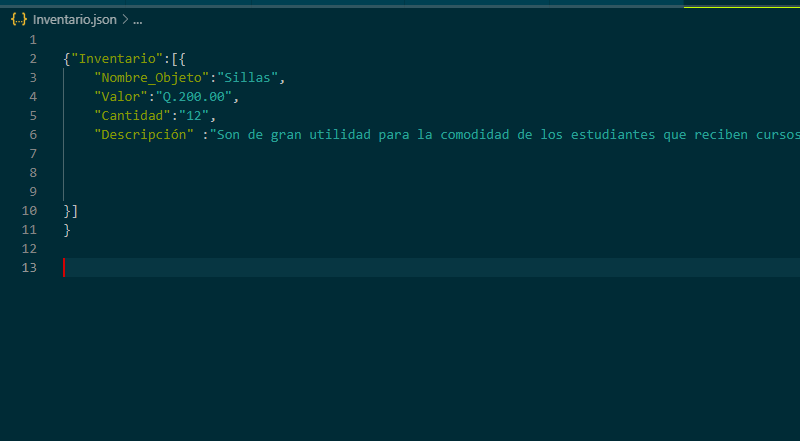 {..} Inventario.json > ...
1
2 {"Inventario":[{
3 "Nombre_Objeto":"Sillas",
4 "Valor":"Q.200.00",
5 "Cantidad":"12",
6 "Descripción" :"Son de gran utilidad para la comodidad de los estudiantes que reciben cursos
7
8
9
10 }]
11 }
12
13